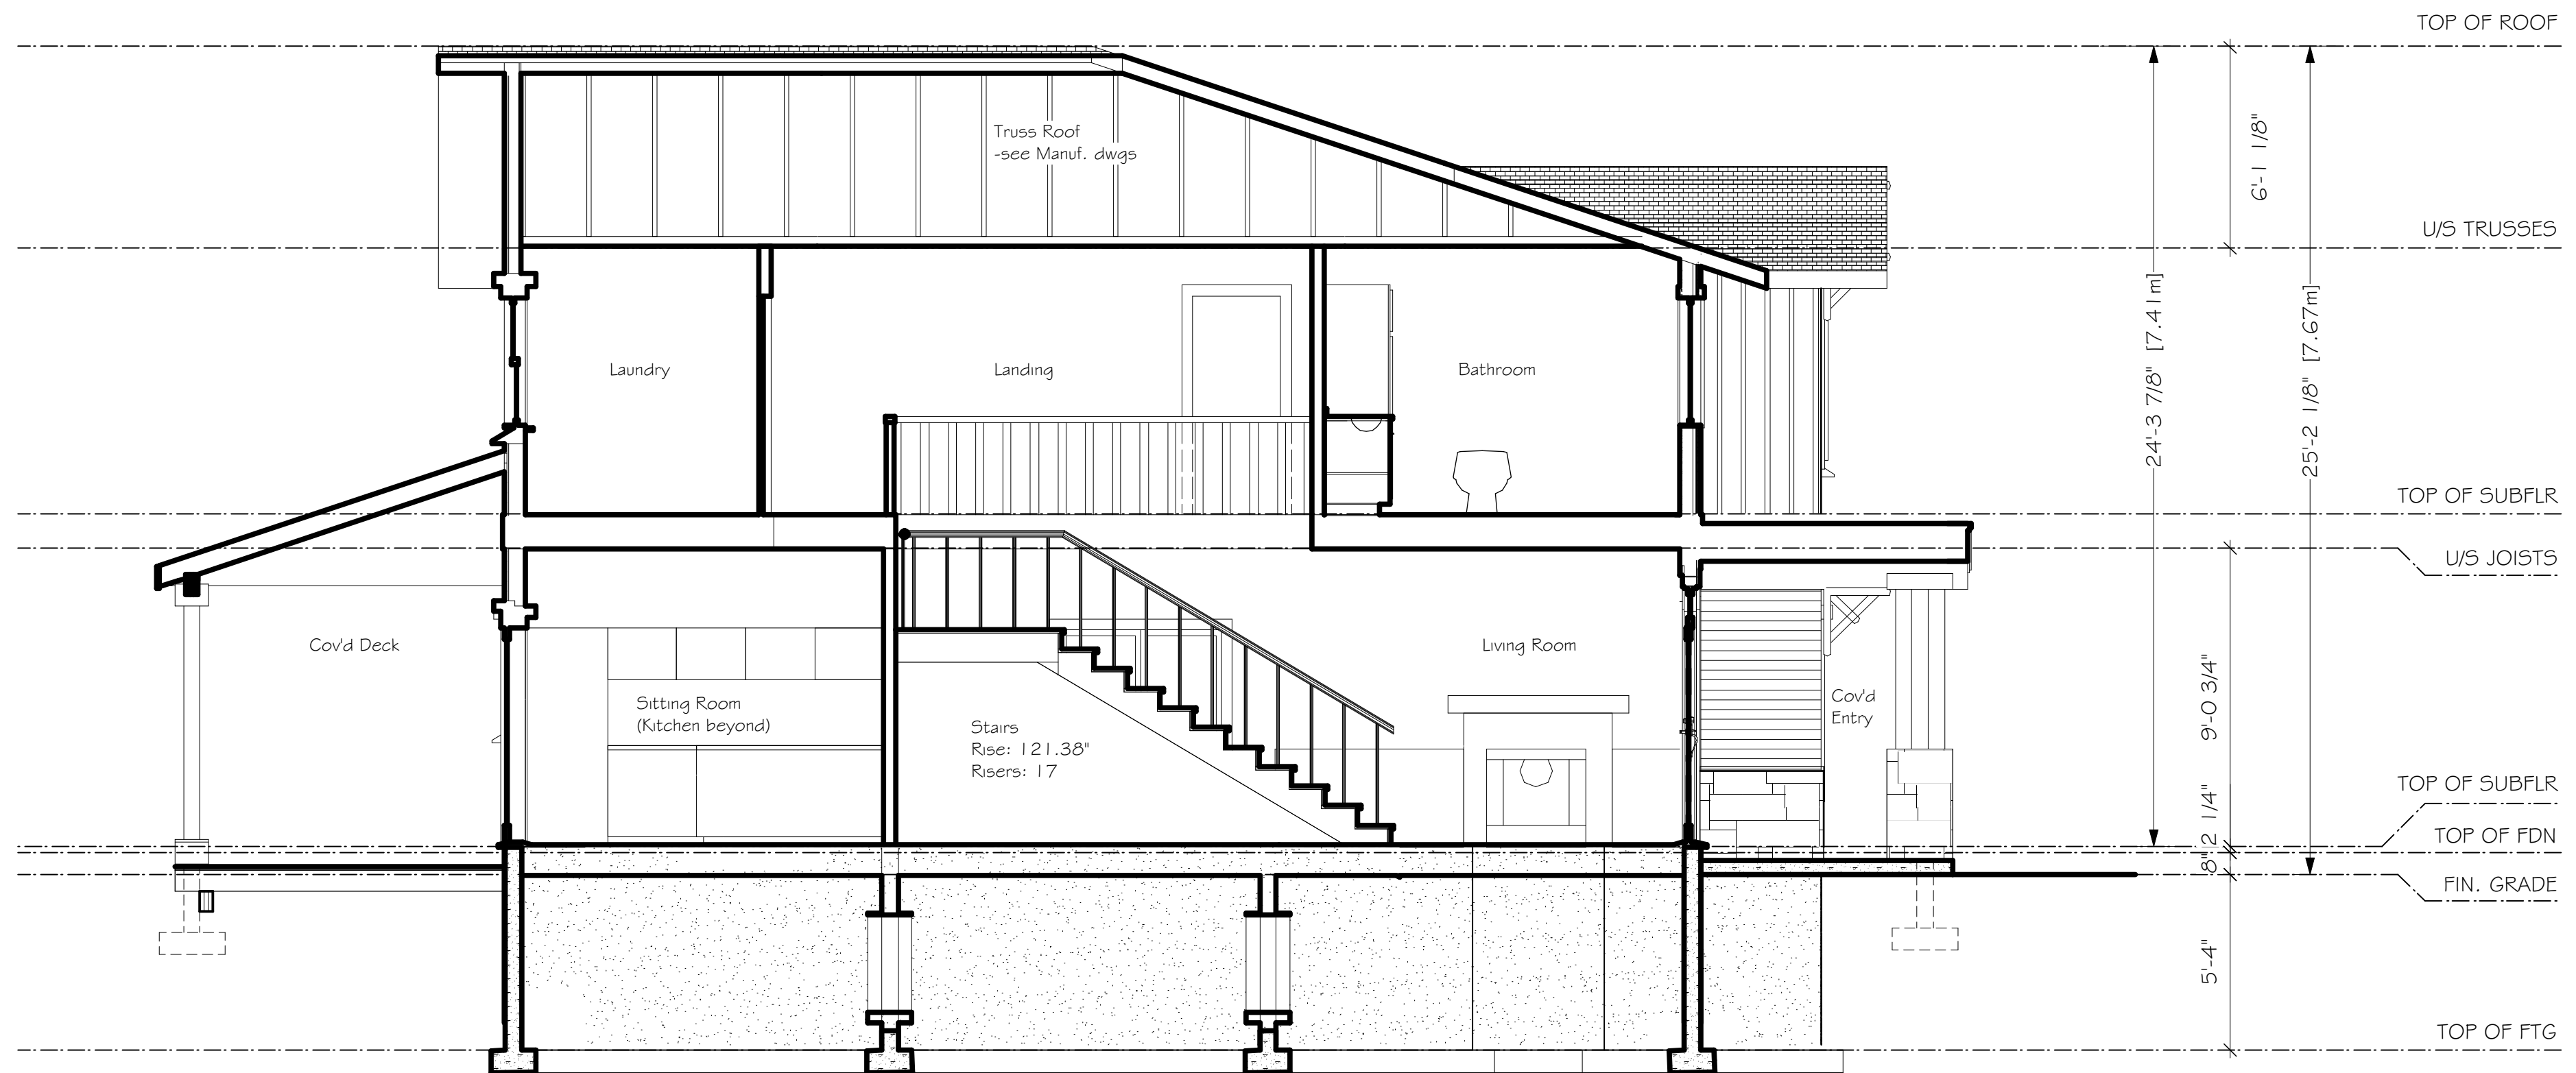 TOP OF ROOF
Truss Roof
-see Manuf. dwgs
6'-1 1/8"
U/S TRUSSES
24'-3 7/8" [7.41m]
25'-2 1/8" [7.67m]
Laundry
Landing
Bathroom
TOP OF SUBFLR
U/S JOISTS
Cov'd Deck
Living Room
Sitting Room
(Kitchen beyond)
Stairs
Rise: 121.38"
Risers: 17
Cov'd
Entry
9'-0 3/4"
TOP OF SUBFLR
2 1/4"
TOP OF FDN
8"
FIN. GRADE
5'-4"
TOP OF FTG